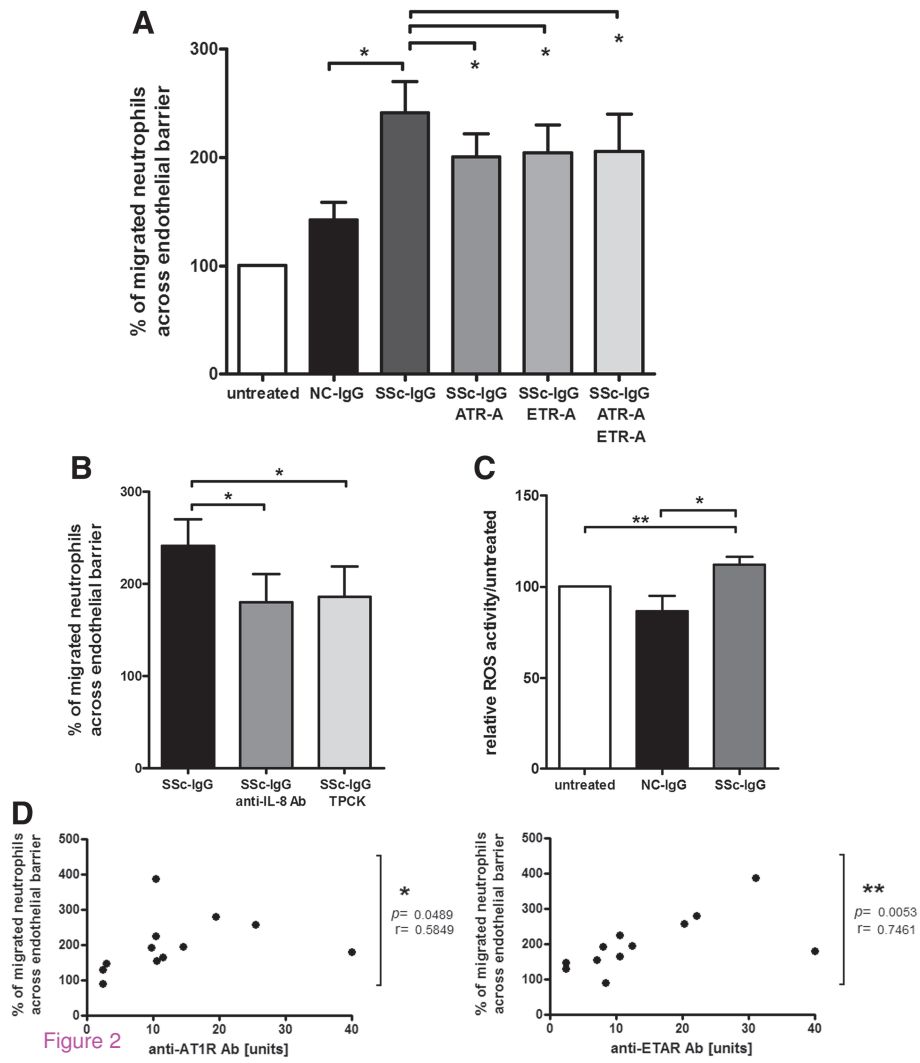 A
% of migrated neutrophils
across endothelial barrier
300
200
100
0
* * * *
untreated NC-IgG SSc-IgG SSc-IgG SSc-IgG SSc-IgG
ATR-A ETR-A ATR-A
ETR-A
B
% of migrated neutrophils
across endothelial barrier
300
200
100
0
*
*
SSc-IgG SSc-IgG SSc-IgG
anti-IL-8 Ab TPCK
C
relative ROS activity/untreated
150
100
50
0
*
**
untreated NC-IgG SSc-IgG
D
% of migrated neutrophils
across endothelial barrier
500
400
300
200
100
0
0 10 20 30 40
anti-AT1R Ab [units]
*
p= 0.0489
r= 0.5849
% of migrated neutrophils
across endothelial barrier
500
400
300
200
100
0
0 10 20 30 40
anti-ETAR Ab [units]
**
p= 0.0053
r= 0.7461
Figure 2